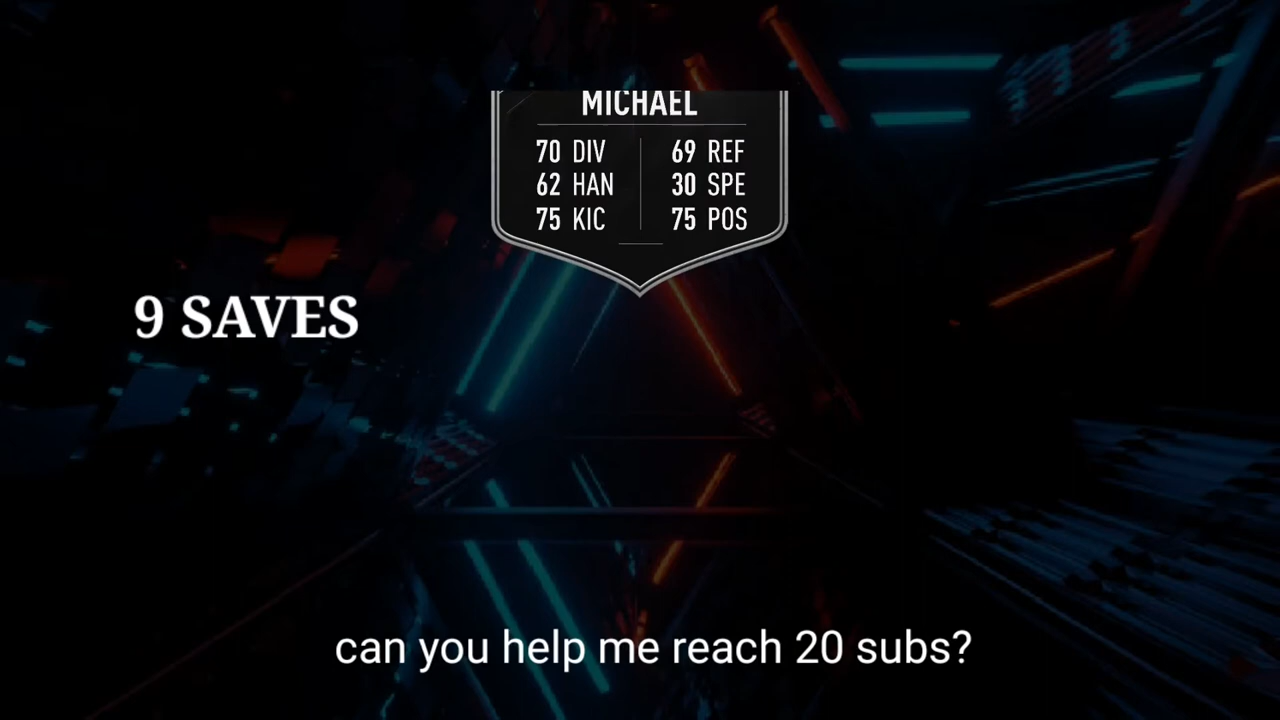 MICHAEL
70 DIV 69 REF
62 HAN 30 SPE
75 KIC 75 POS
9 SAVES
can you help me reach 20 subs?